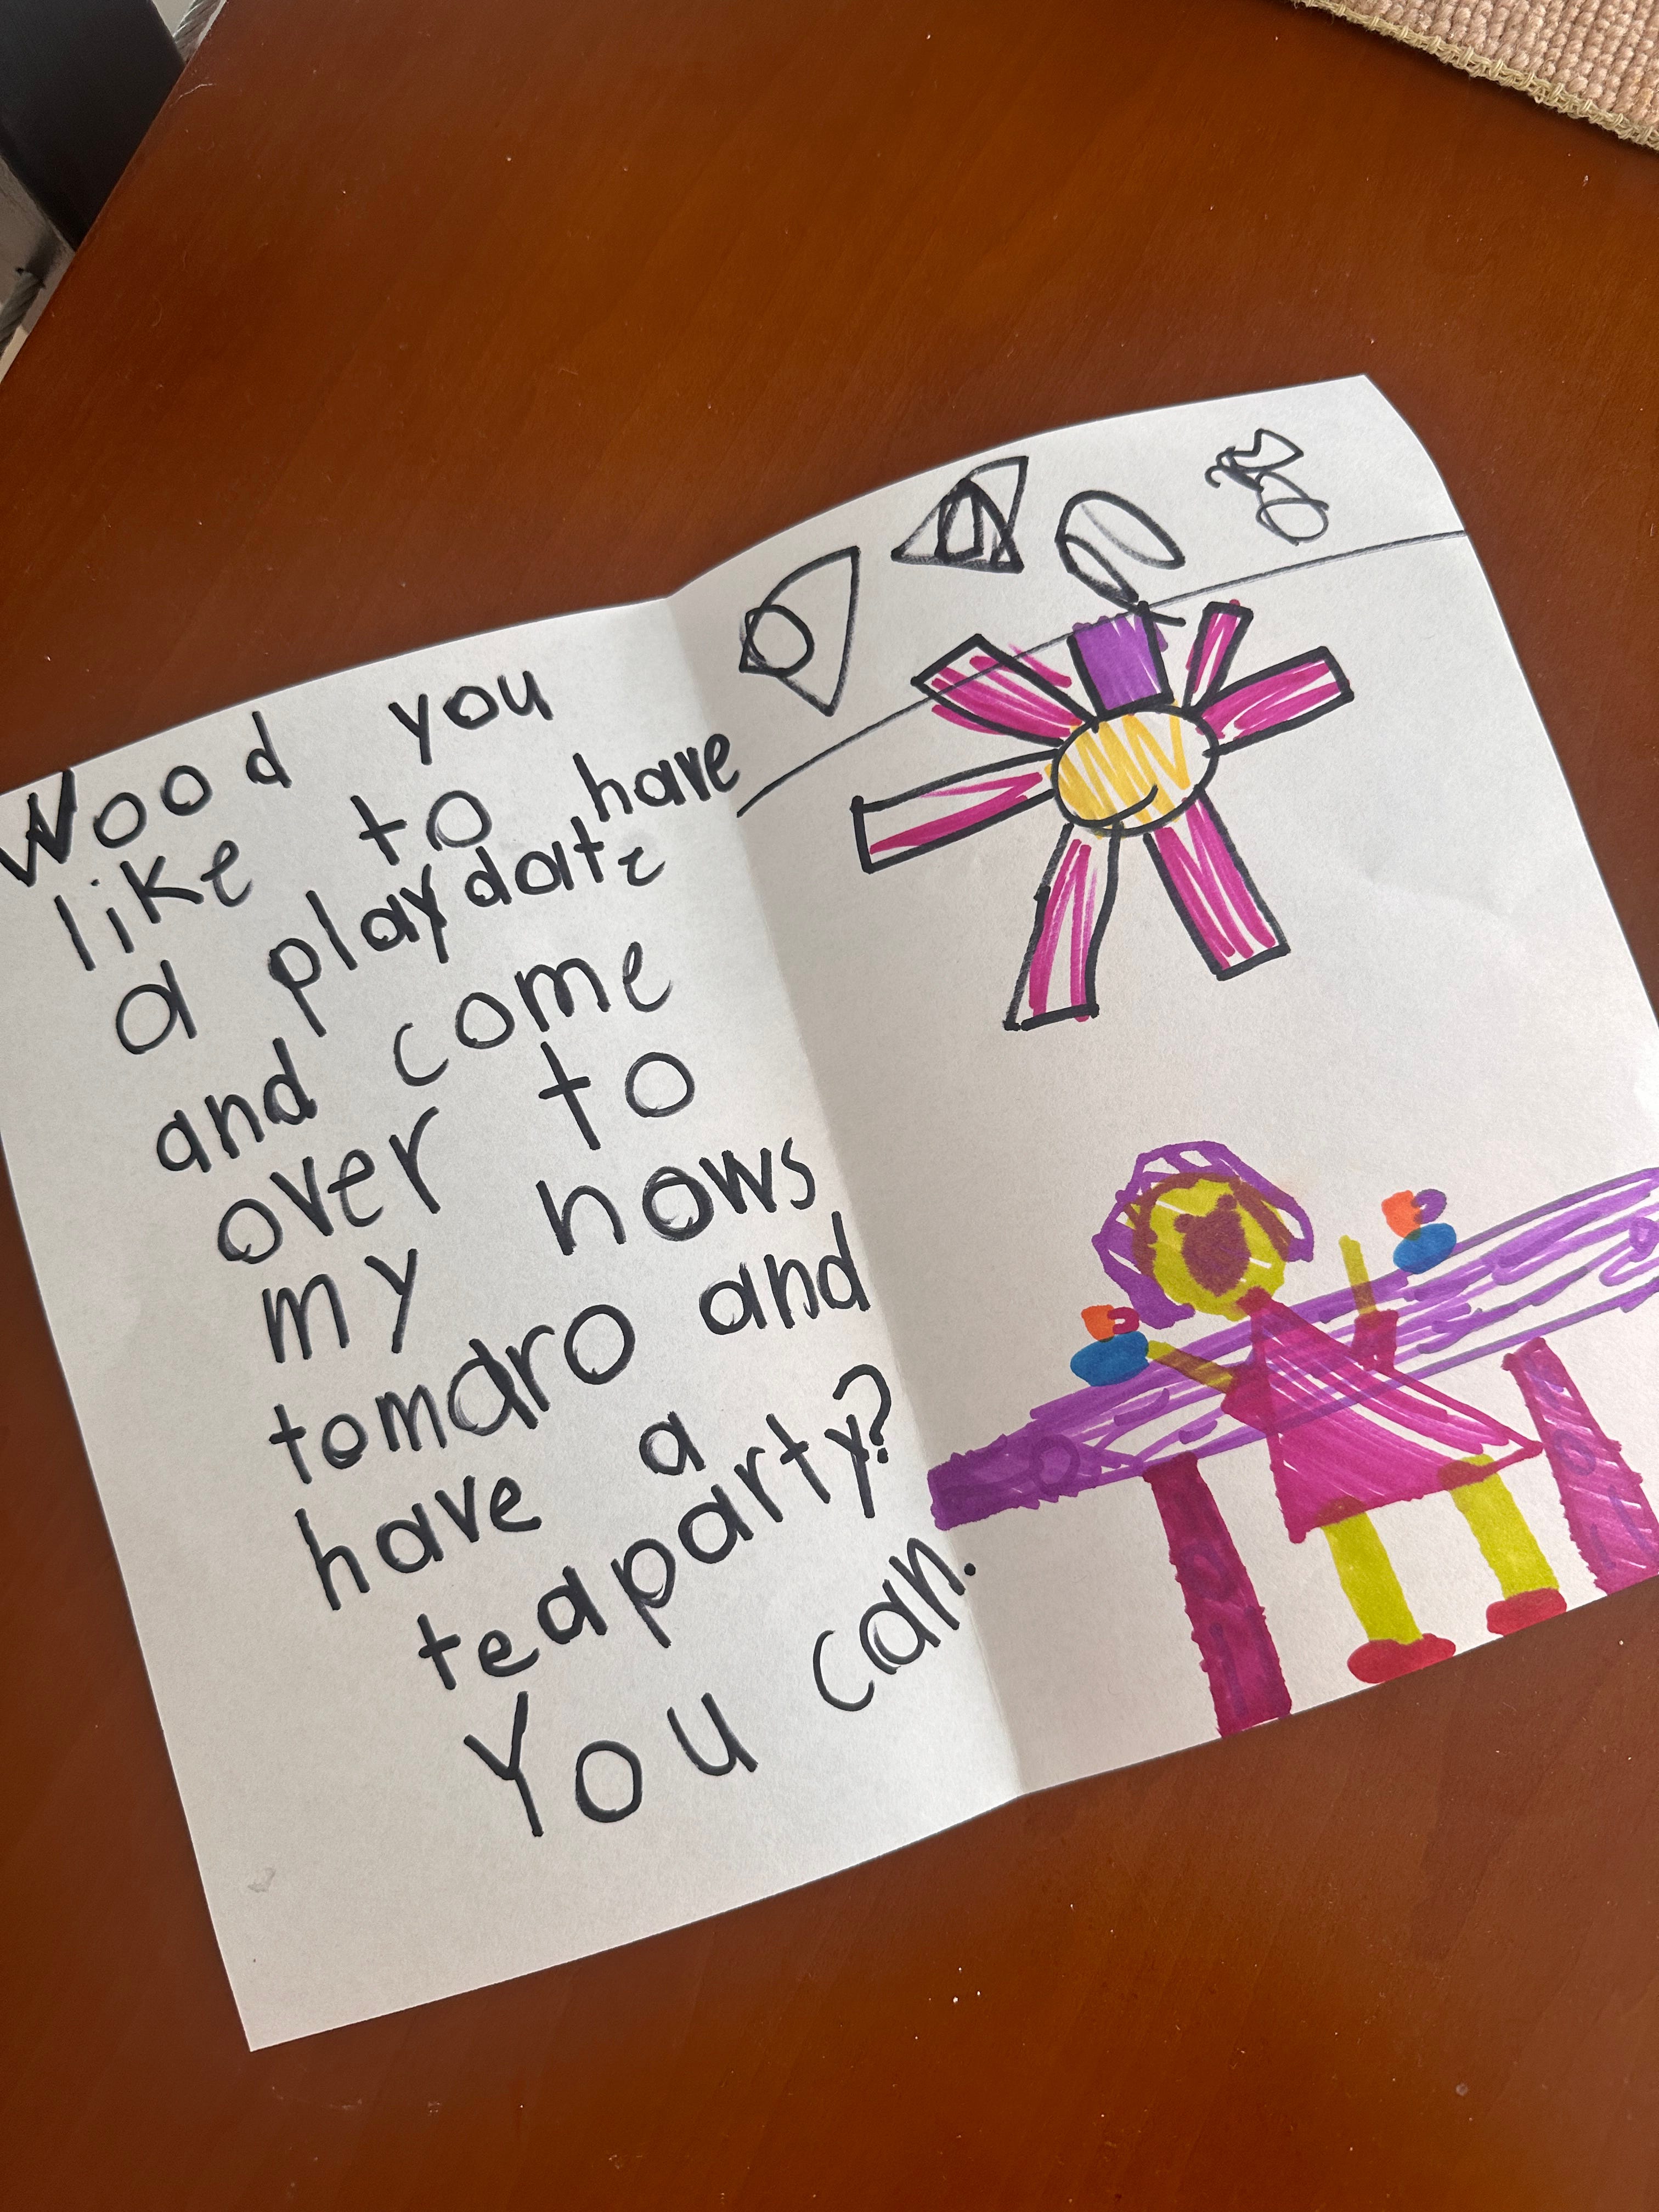 Wood you
like to have
a playdate
and come
over to
my hows
tomaro and
have a
teaparty?
You can.